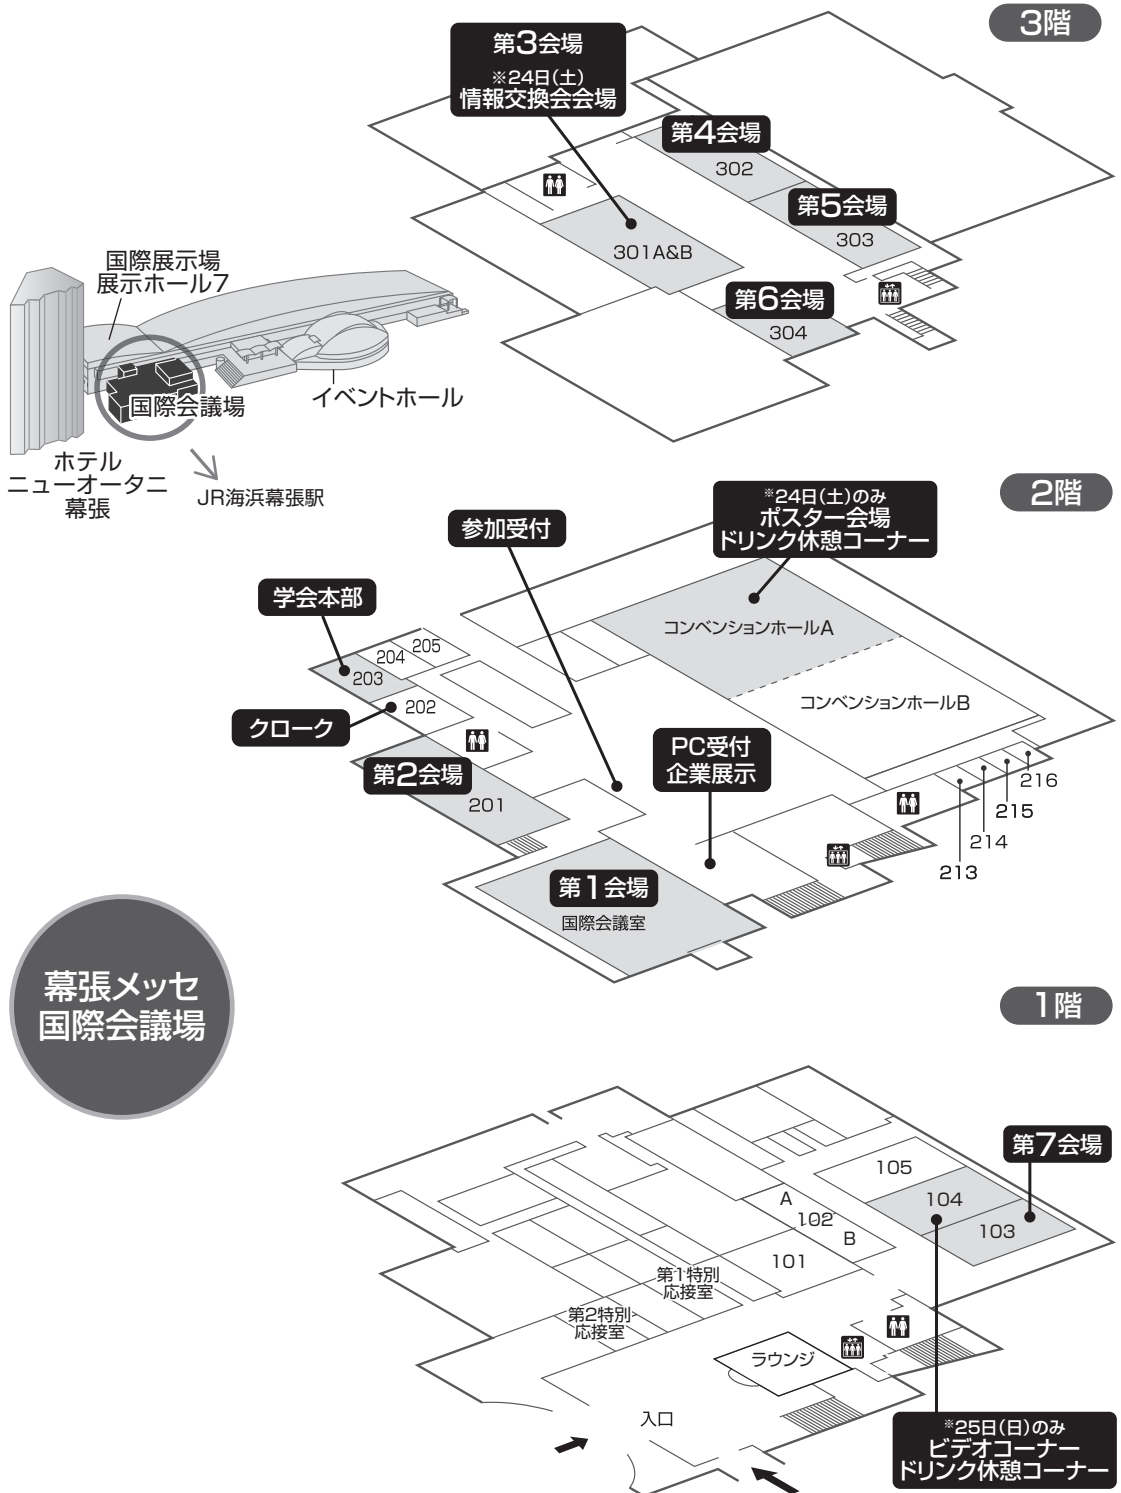 3階
第3会場
※24日(土)
情報交換会会場
第4会場
302
第5会場
303
301A&B
第6会場
304
国際展示場
展示ホール7
国際会議場
イベントホール
ホテル
ニューオータニ
幕張
JR海浜幕張駅
2階
※24日(土)のみ
ポスター会場
ドリンク休憩コーナー
参加受付
学会本部
コンベンションホールA
205
204
203
202
コンベンションホールB
クローク
PC受付
企業展示
第2会場
201
216
215
214
213
第1会場
国際会議室
幕張メッセ
国際会議場
1階
第7会場
105
104
103
A
102
B
101
第1特別
応接室
第2特別
応接室
ラウンジ
入口
※25日(日)のみ
ビデオコーナー
ドリンク休憩コーナー